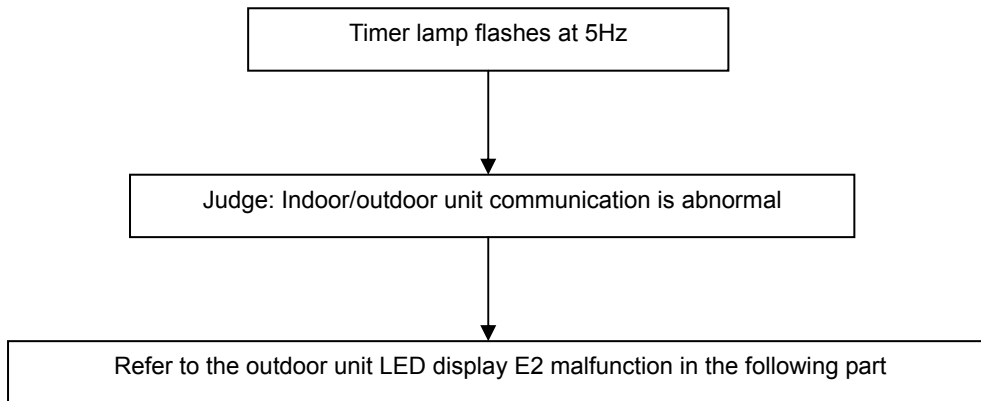 Timer lamp flashes at 5Hz
Judge: Indoor/outdoor unit communication is abnormal
Refer to the outdoor unit LED display E2 malfunction in the following part